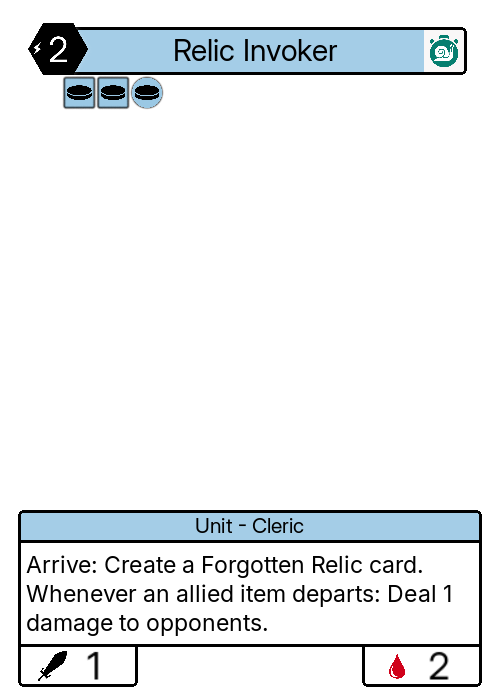 2
Relic Invoker
Unit - Cleric
Arrive: Create a Forgotten Relic card.
Whenever an allied item departs: Deal 1
damage to opponents.
1
2